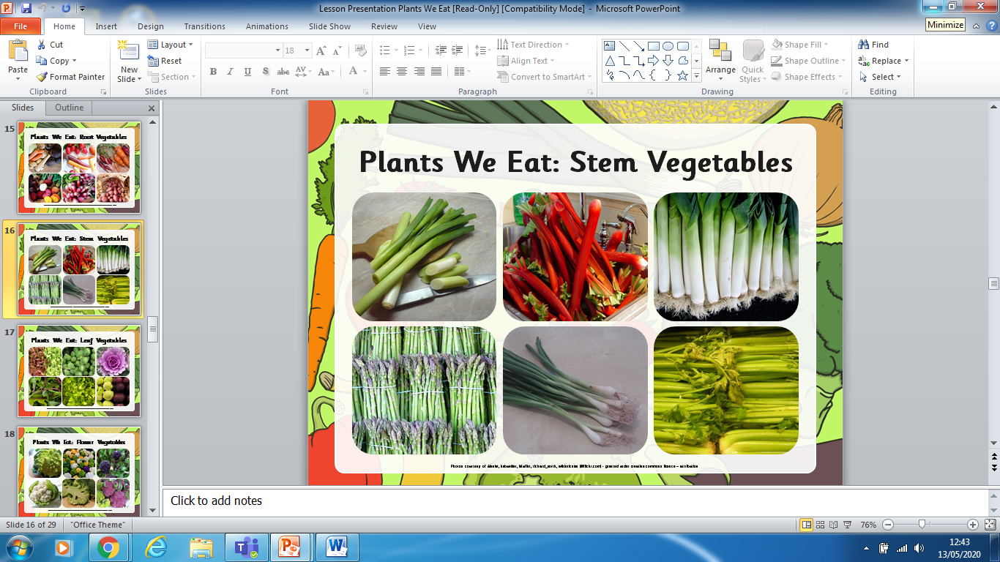 Lesson Presentation Plants We Eat [Read-Only] [Compatibility Mode] - Microsoft PowerPoint
File Home Insert Design Transitions Animations Slide Show Review View
Minimize
Paste
Cut
Copy
Format Painter
Clipboard
New Slide
Layout
Reset
Section
Slides
18
B I U S abc AV Aa A
Font
Text Direction
Align Text
Convert to SmartArt
Paragraph
Arrange
Quick Styles
Shape Fill
Shape Outline
Shape Effects
Drawing
Find
Replace
Select
Editing
Slides Outline
15
Plants We Eat: Root Vegetables
16
Plants We Eat: Stem Vegetables
17
Plants We Eat: Leaf Vegetables
18
Plants We Eat: Flower Vegetables
Plants We Eat: Stem Vegetables
Click to add notes
Slide 16 of 29
"Office Theme"
76%
12:43
13/05/2020